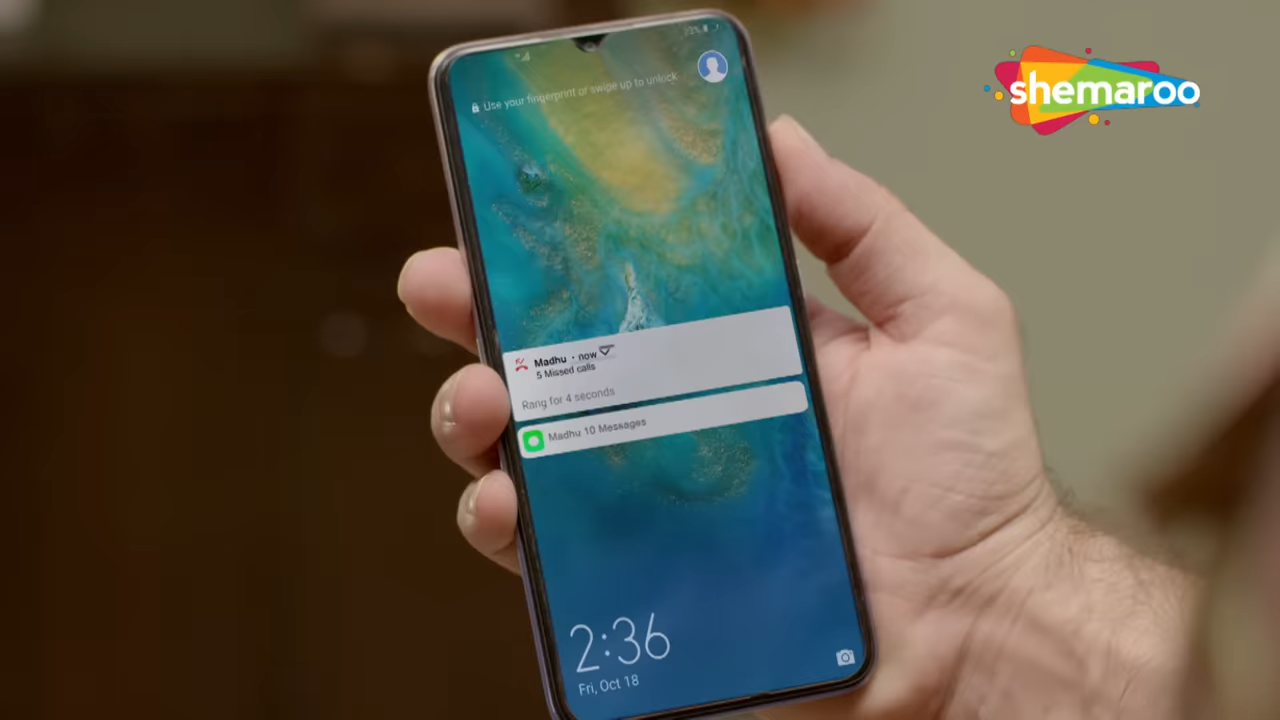 shemaroo
Use your fingerprint or swipe up to unlock
Madhu • now
5 Missed calls
Rang for 4 seconds
Madhu 10 Messages
2:36
Fri, Oct 18